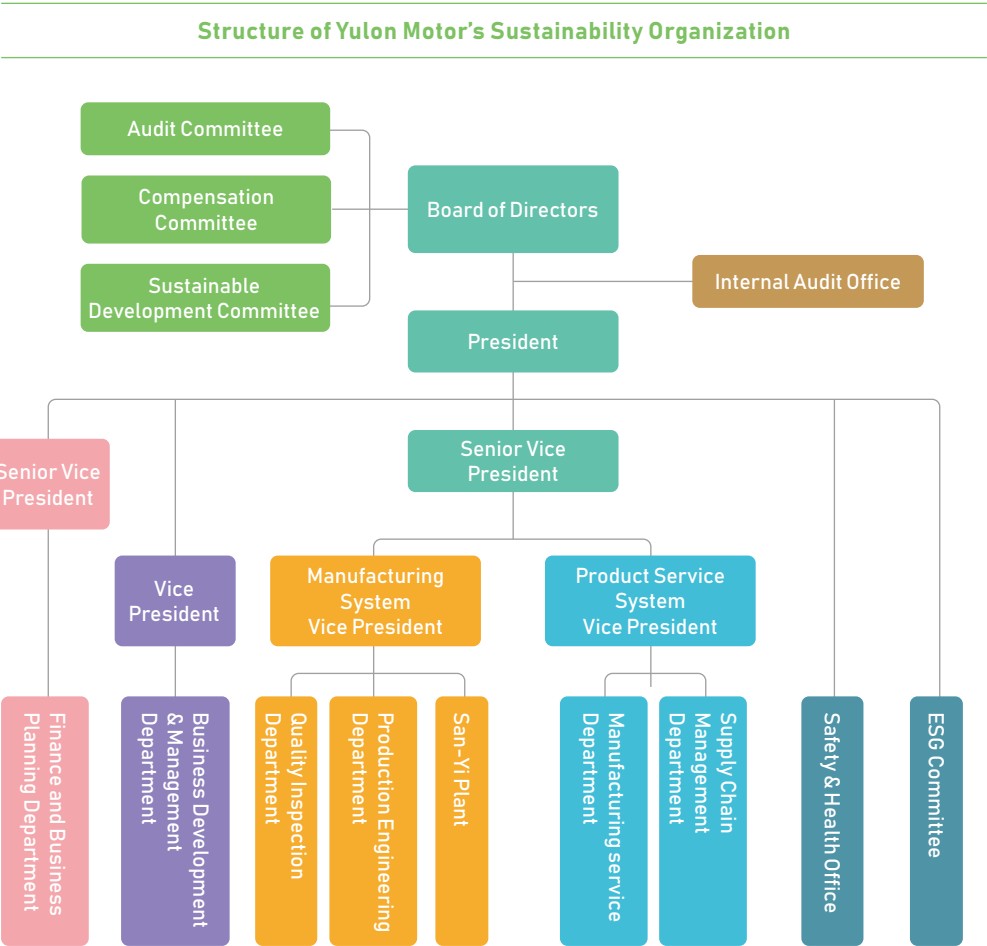 Structure of Yulon Motor's Sustainability Organization
Audit Committee
Compensation
Committee
Sustainable
Development Committee
Board of Directors
Internal Audit Office
President
Senior Vice
President
Senior Vice
President
Vice
President
Manufacturing
System
Vice President
Product Service
System
Vice President
Finance and Business
Planning Department
Business Development
& Management
Department
Quality Inspection
Department
Production Engineering
Department
San-Yi Plant
Manufacturing service
Department
Supply Chain
Management
Department
Safety & Health Office
ESG Committee